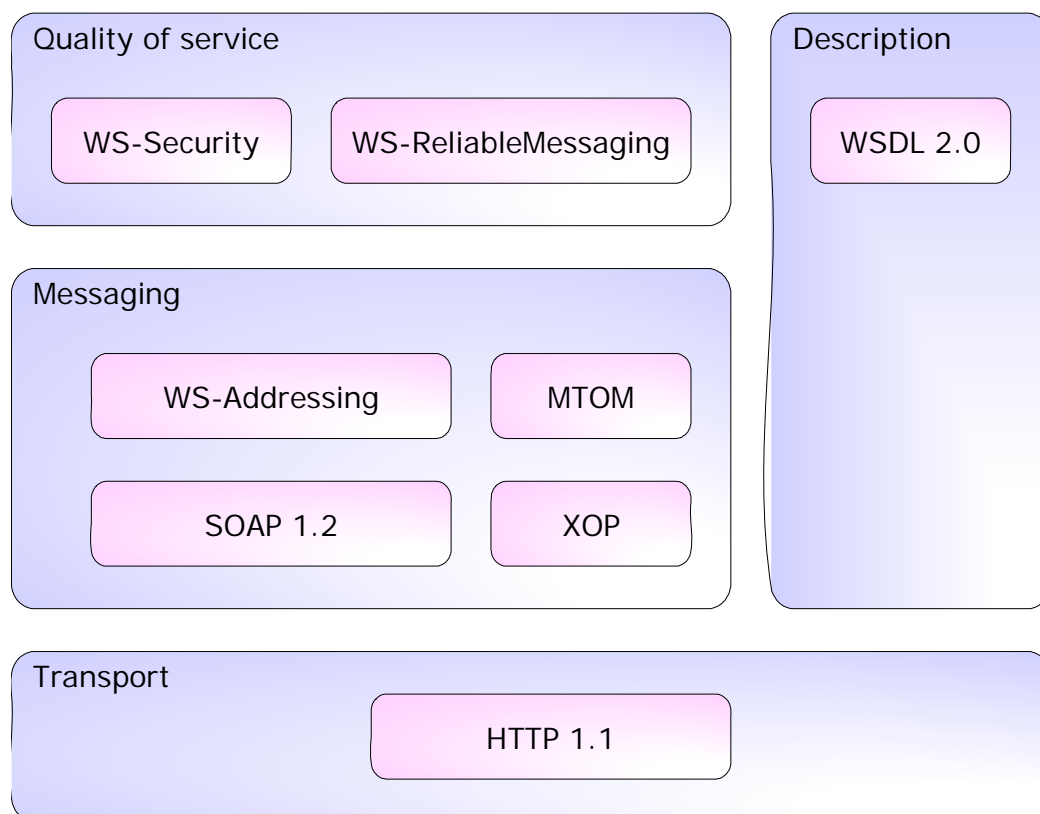 Quality of service
WS-Security
WS-ReliableMessaging
Description
WSDL 2.0
Messaging
WS-Addressing
MTOM
SOAP 1.2
XOP
Transport
HTTP 1.1